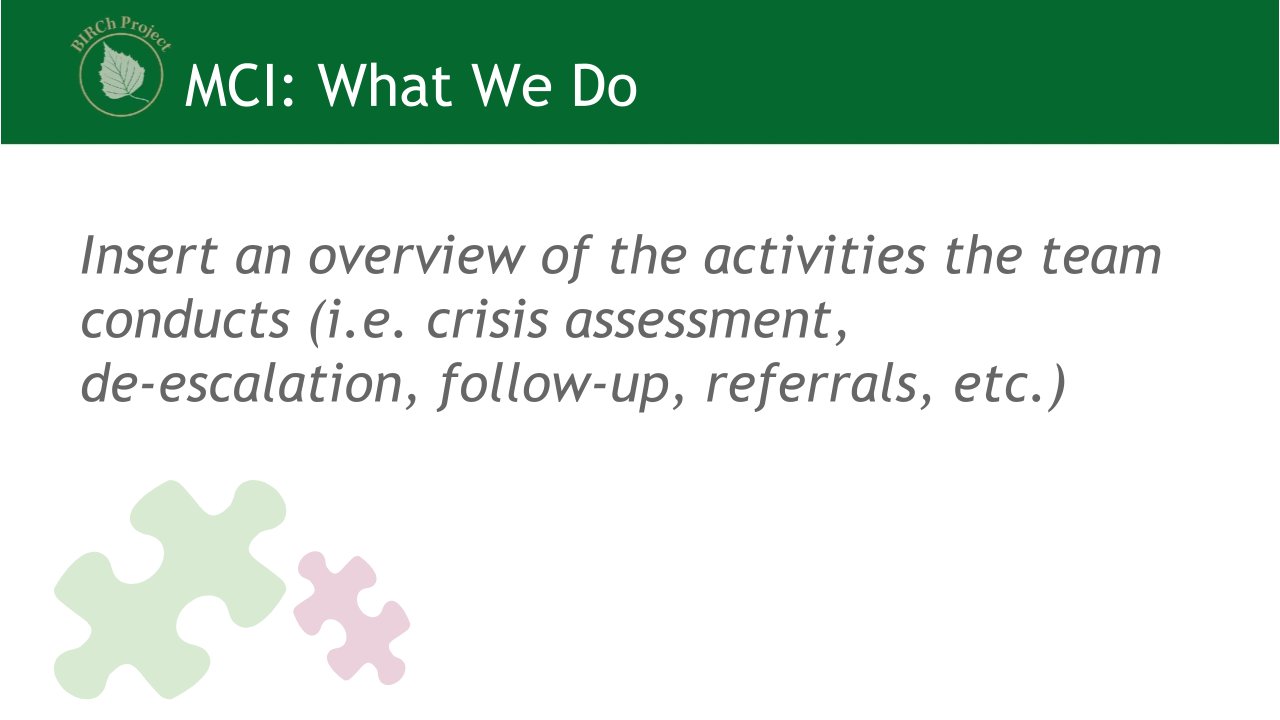 BIRCh Project
MCI: What We Do
Insert an overview of the activities the team
conducts (i.e. crisis assessment,
de-escalation, follow-up, referrals, etc.)